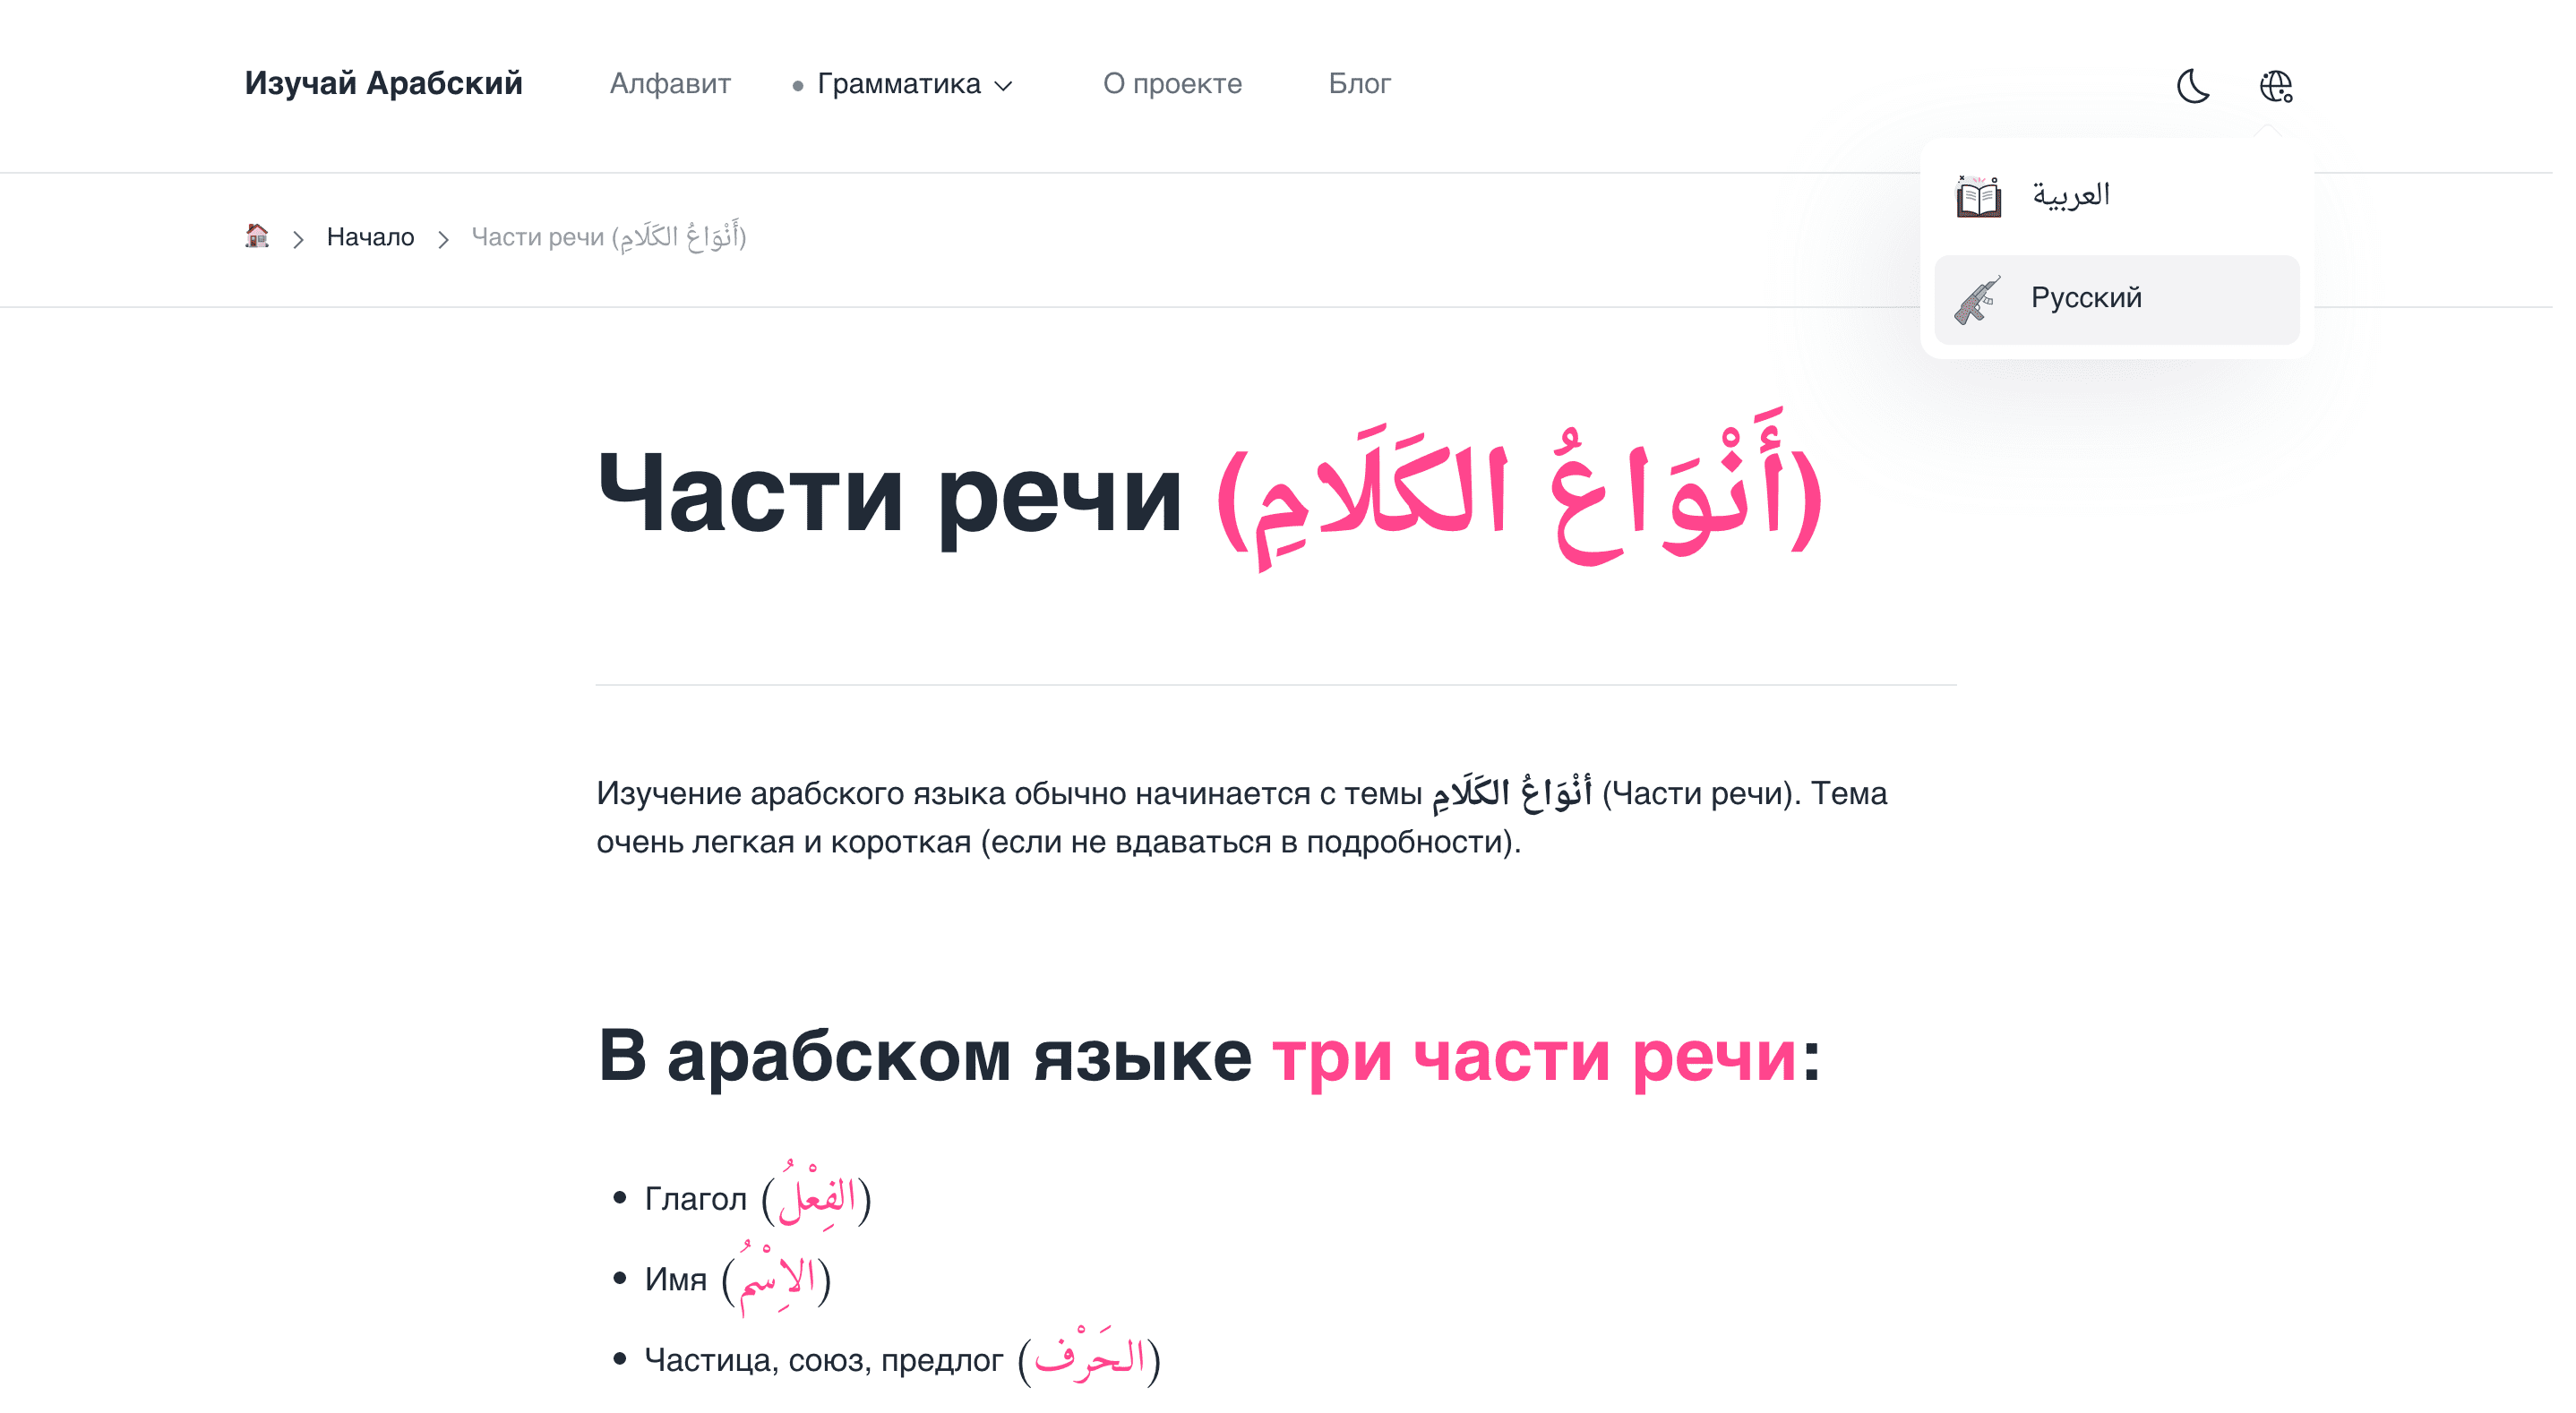 Изучай Арабский
Алфавит
Грамматика
О проекте
Блог
العربية
Русский
Начало
Части речи (أَنْوَاعُ الكَلَامِ)
Части речи (أَنْوَاعُ الكَلَامِ)
Изучение арабского языка обычно начинается с темы أنْوَاعُ الكَلَامِ (Части речи). Тема
очень легкая и короткая (если не вдаваться в подробности).
В арабском языке три части речи:
Глагол (الفِعْلُ)
Имя (الاِسْمُ)
Частица, союз, предлог (الـحَرْف)